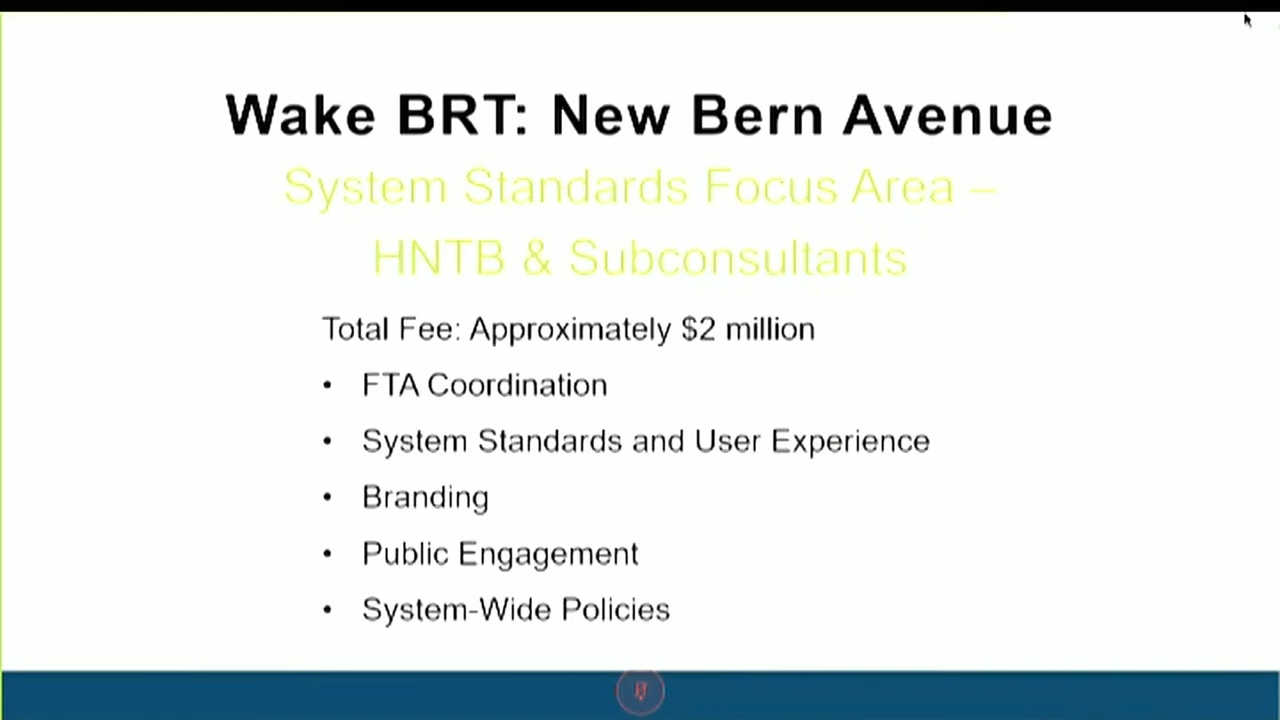 Wake BRT: New Bern Avenue
System Standards Focus Area –
HNTB & Subconsultants
Total Fee: Approximately $2 million
• FTA Coordination
• System Standards and User Experience
• Branding
• Public Engagement
• System-Wide Policies